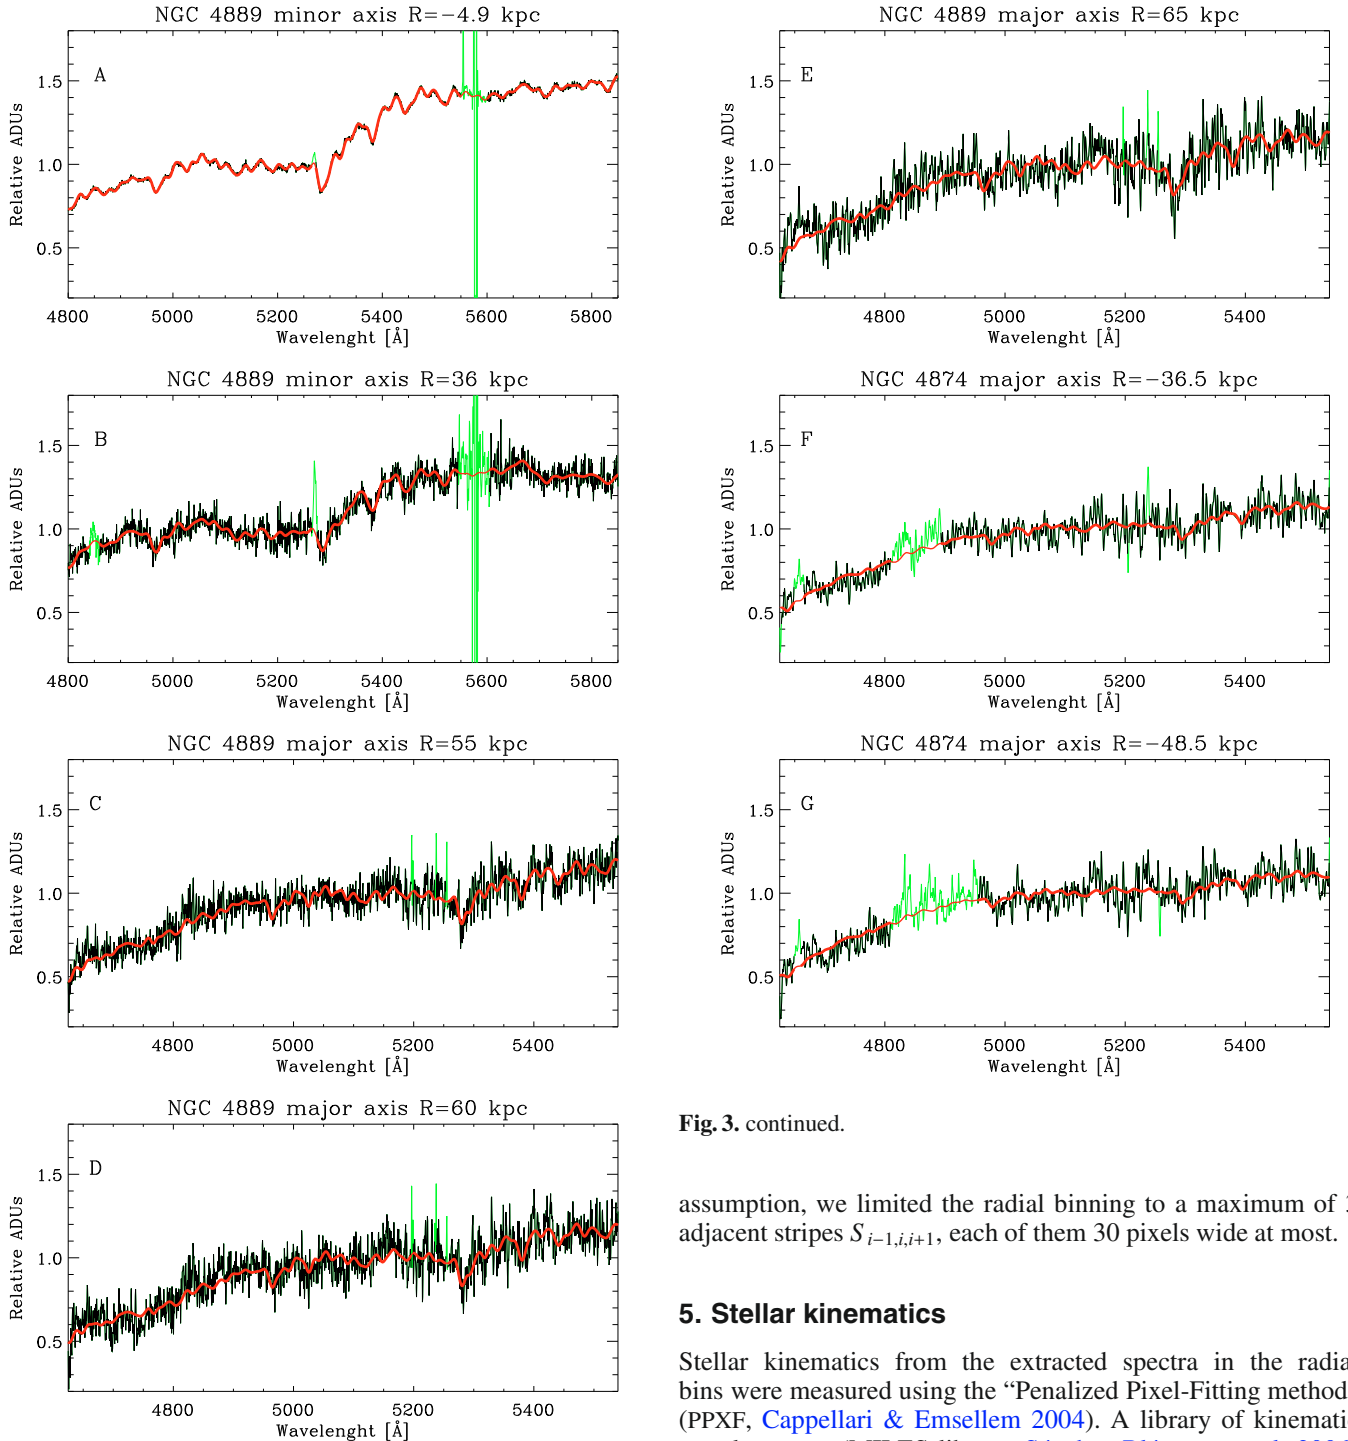 NGC 4889 minor axis R=−4.9 kpc
A
Relative ADUs
1.5
1.0
0.5
4800 5000 5200 5400 5600 5800
Wavelenght [Å]
NGC 4889 minor axis R=36 kpc
B
Relative ADUs
1.5
1.0
0.5
4800 5000 5200 5400 5600 5800
Wavelenght [Å]
NGC 4889 major axis R=55 kpc
C
Relative ADUs
1.5
1.0
0.5
4800 5000 5200 5400
Wavelenght [Å]
NGC 4889 major axis R=60 kpc
D
Relative ADUs
1.5
1.0
0.5
4800 5000 5200 5400
Wavelenght [Å]
NGC 4889 major axis R=65 kpc
E
Relative ADUs
1.5
1.0
0.5
4800 5000 5200 5400
Wavelenght [Å]
NGC 4874 major axis R=−36.5 kpc
F
Relative ADUs
1.5
1.0
0.5
4800 5000 5200 5400
Wavelenght [Å]
NGC 4874 major axis R=−48.5 kpc
G
Relative ADUs
1.5
1.0
0.5
4800 5000 5200 5400
Wavelenght [Å]
Fig. 3. continued.
assumption, we limited the radial binning to a maximum of
adjacent stripes S i−1,i,i+1, each of them 30 pixels wide at most.
5. Stellar kinematics
Stellar kinematics from the extracted spectra in the radia
bins were measured using the “Penalized Pixel-Fitting method
(PPXF, Cappellari & Emsellem 2004). A library of kinematic